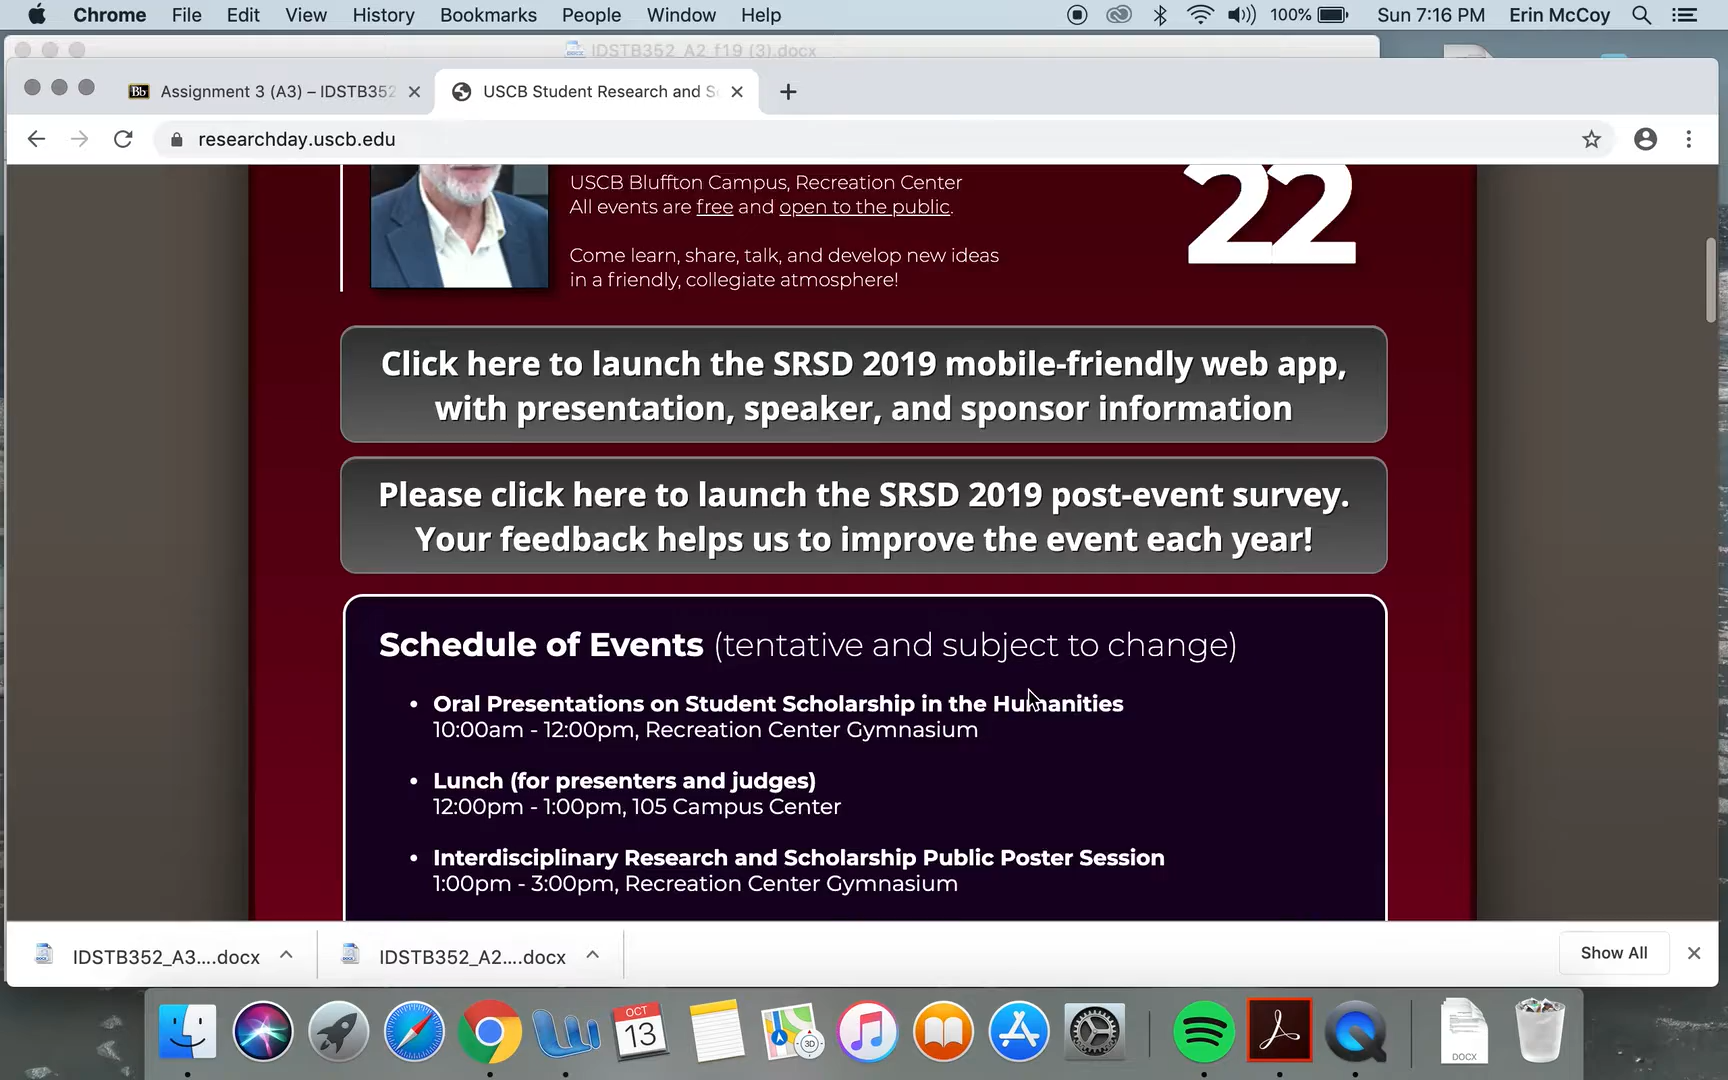 Chrome File Edit View History Bookmarks People Window Help 100% Sun 7:16 PM Erin McCoy
IDSTB352_A2_f19 (3).docx
Bb Assignment 3 (A3) – IDSTB352 USCB Student Research and S
researchday.uscb.edu
USCB Bluffton Campus, Recreation Center
All events are free and open to the public.
22
Come learn, share, talk, and develop new ideas
in a friendly, collegiate atmosphere!
Click here to launch the SRSD 2019 mobile-friendly web app,
with presentation, speaker, and sponsor information
Please click here to launch the SRSD 2019 post-event survey.
Your feedback helps us to improve the event each year!
Schedule of Events (tentative and subject to change)
• Oral Presentations on Student Scholarship in the Humanities
10:00am - 12:00pm, Recreation Center Gymnasium
• Lunch (for presenters and judges)
12:00pm - 1:00pm, 105 Campus Center
• Interdisciplinary Research and Scholarship Public Poster Session
1:00pm - 3:00pm, Recreation Center Gymnasium
IDSTB352_A3....docx IDSTB352_A2....docx Show All
OCT
13
3D
DOCX